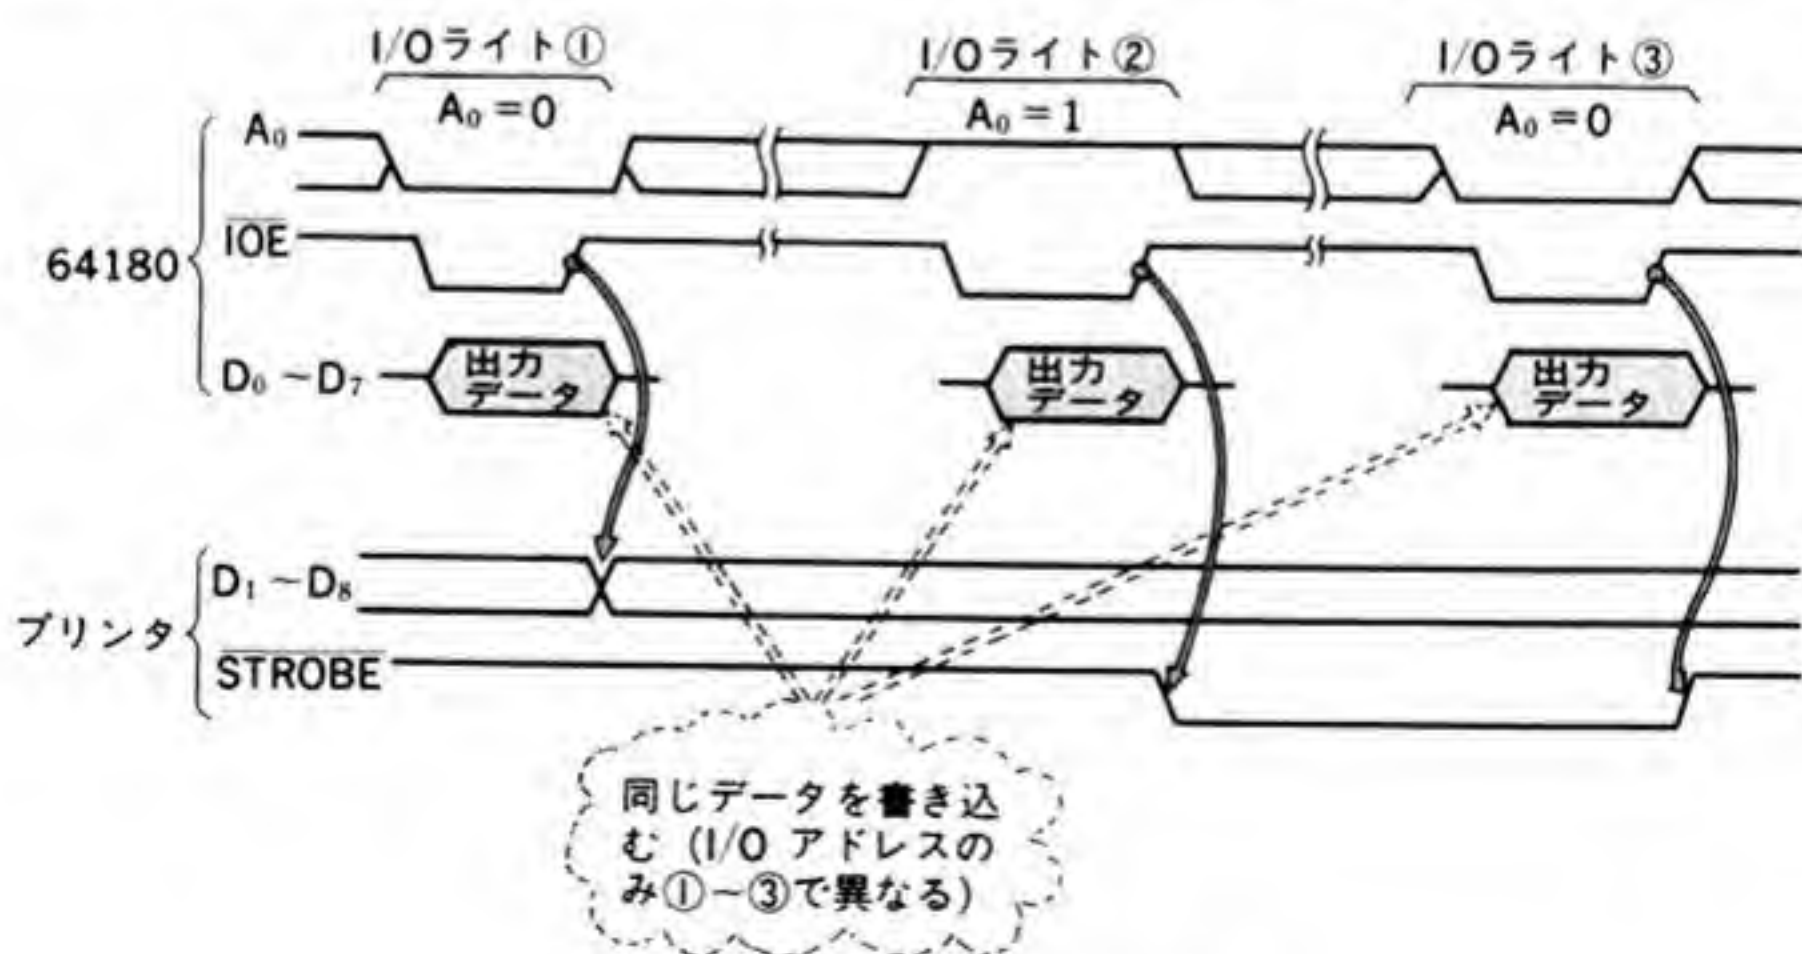 I/Oライト①
I/Oライト②
I/Oライト③
A₀=0
A₀=1
A₀=0
A₀
I̅O̅E̅
64180
D₀~D₇
出力
データ
出力
データ
出力
データ
D₁~D₈
プリンタ
S̅T̅R̅O̅B̅E̅
同じデータを書き込
む (I/O アドレスの
み①~③で異なる)